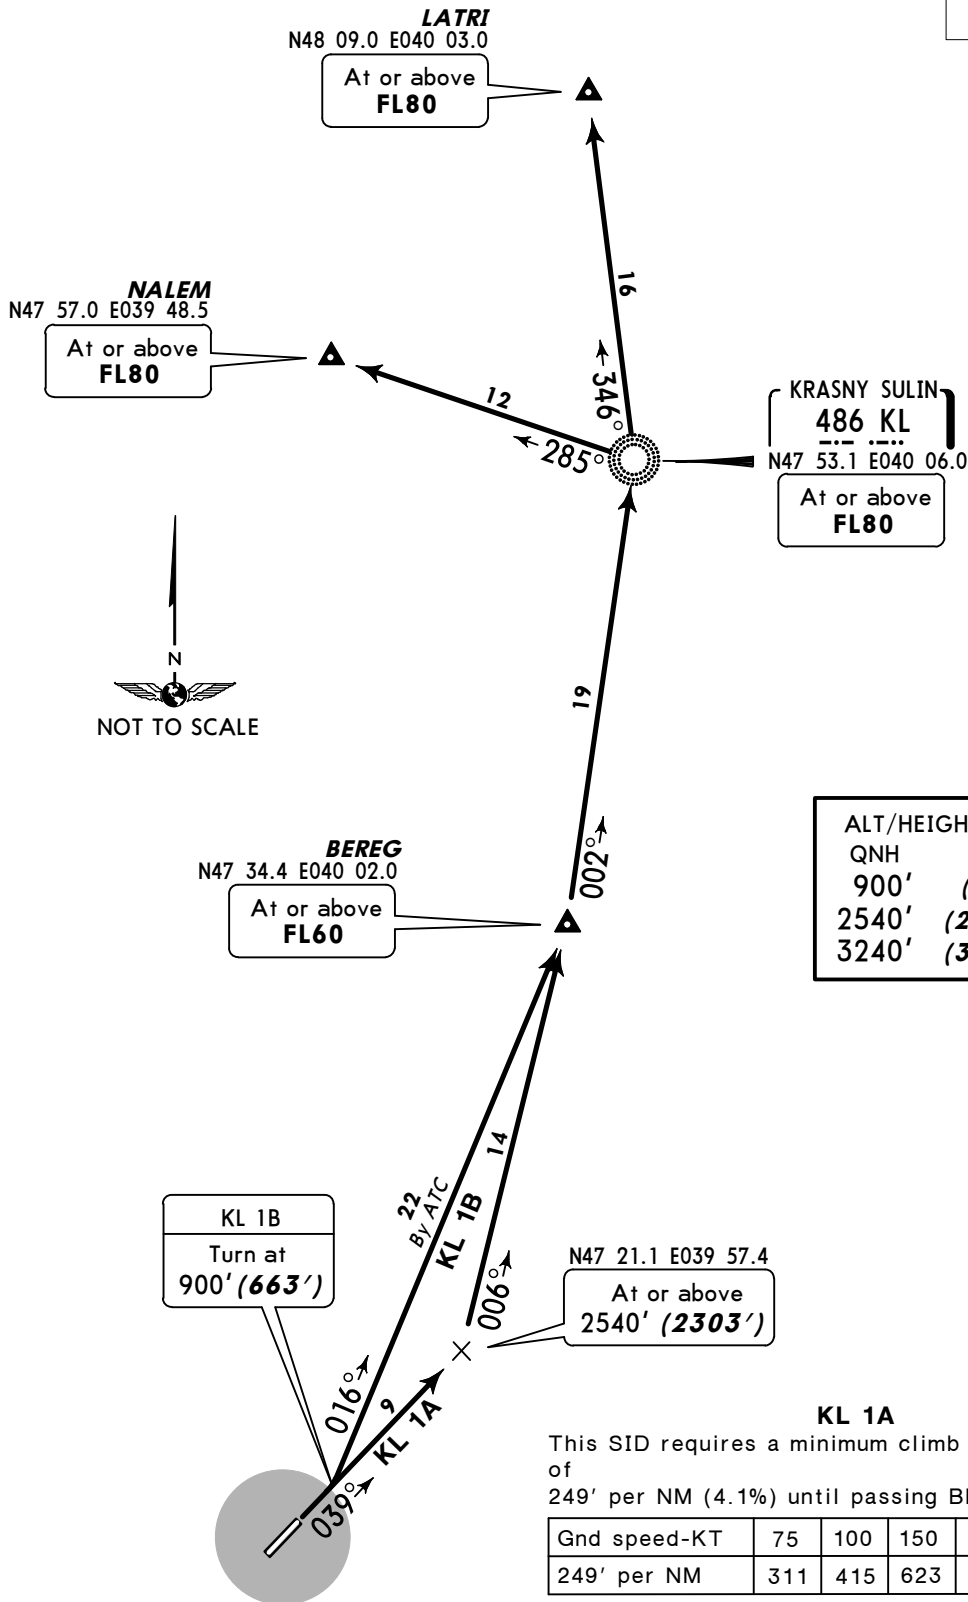 LATRI
N48 09.0 E040 03.0
At or above
FL80
16
346°
NALEM
N47 57.0 E039 48.5
At or above
FL80
12
285°
KRASNY SULIN
486 KL
N47 53.1 E040 06.0
At or above
FL80
N
NOT TO SCALE
19
002°
BEREG
N47 34.4 E040 02.0
At or above
FL60
QNH
900' (
2540' (2
3240' (3
22
By ATC
KL 1B
14
006°
KL 1B
Turn at
900' (663')
N47 21.1 E039 57.4
At or above
2540' (2303')
016°
9
KL 1A
039°
KL 1A
This SID requires a minimum climb
of
249' per NM (4.1%) until passing
Gnd speed-KT 75 100 150
249' per NM 311 415 623